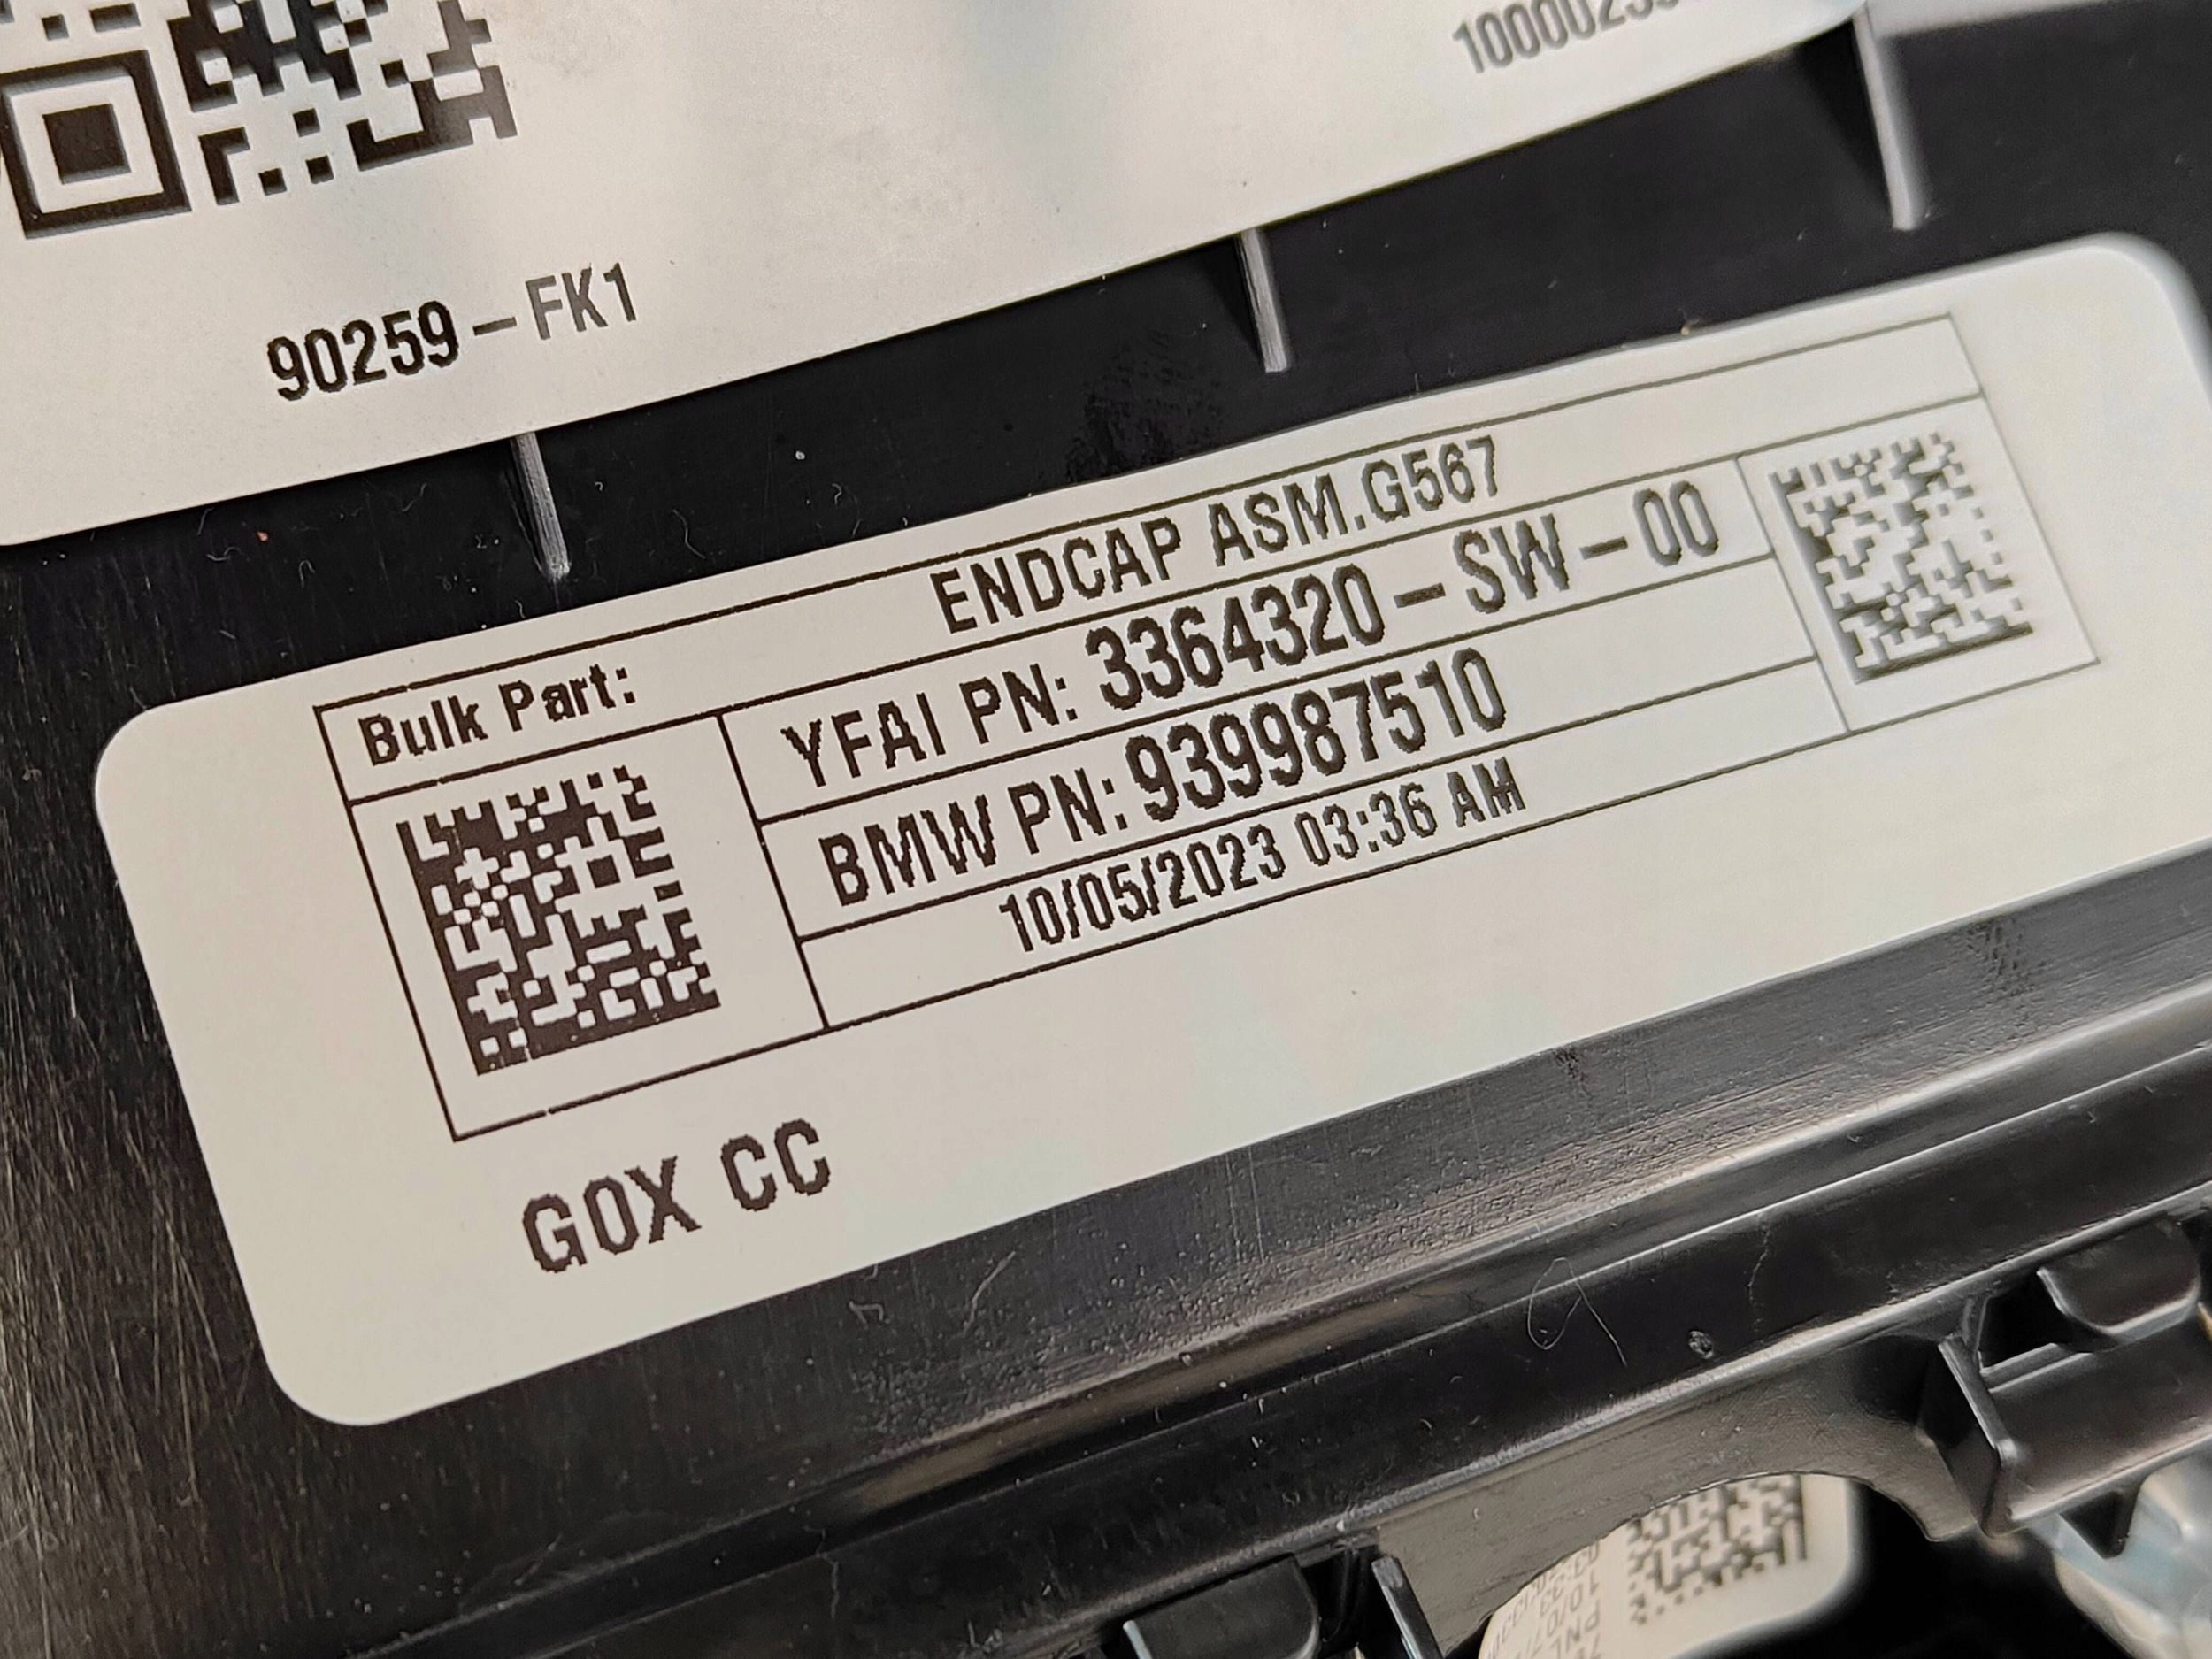 90259-FK1
Bulk Part:
ENDCAP ASM.G567
YFAI PN: 3364320-SW-00
BMW PN: 939987510
10/05/2023 03:36 AM
G0X CC